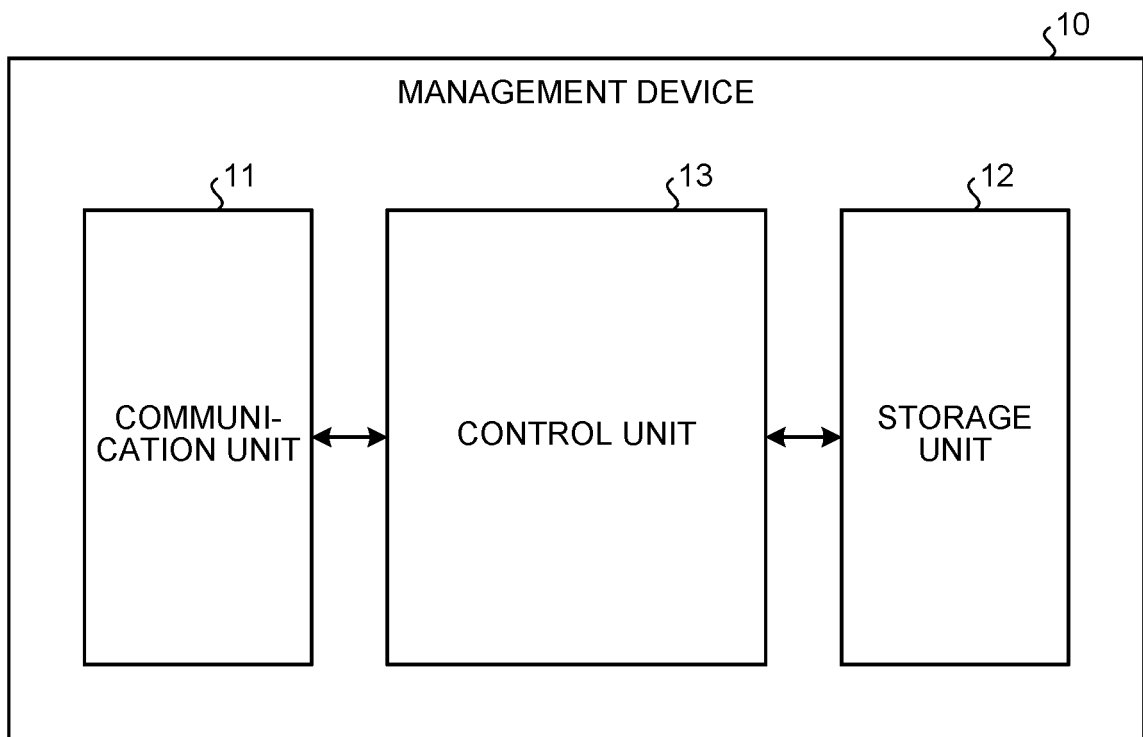 10
MANAGEMENT DEVICE
11
13
12
COMMUNI-
CATION UNIT
CONTROL UNIT
STORAGE
UNIT